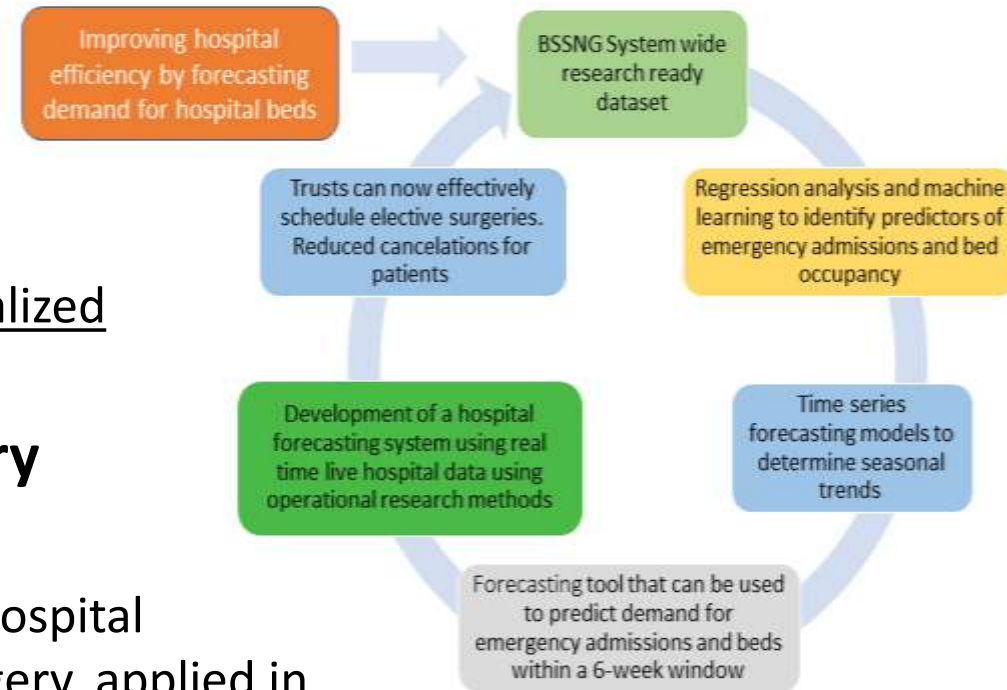 Improving hospital
efficiency by forecasting
demand for hospital beds
BSSNG System wide
research ready
dataset
Regression analysis and machine
learning to identify predictors of
emergency admissions and bed
occupancy
Time series
forecasting models to
determine seasonal
trends
Forecasting tool that can be used
to predict demand for
emergency admissions and beds
within a 6-week window
Development of a hospital
forecasting system using real
time live hospital data using
operational research methods
Trusts can now effectively
schedule elective surgeries.
Reduced cancelations for
patients
alized
ry
ospital
gery, applied in